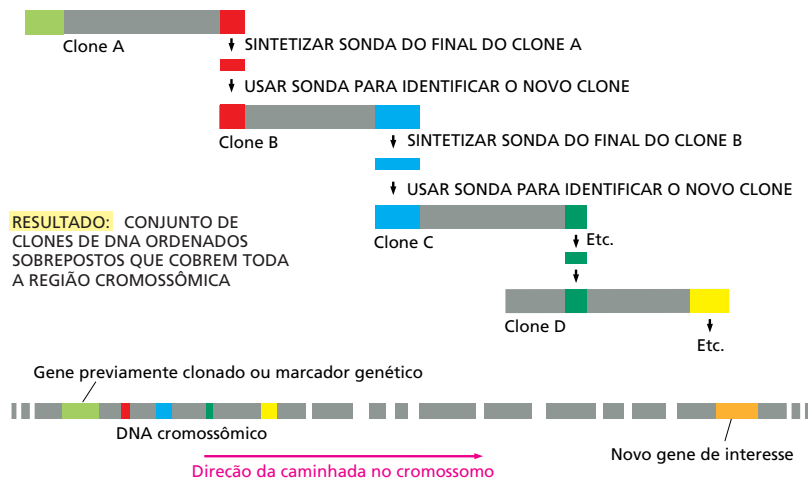 Clone A
SINTETIZAR SONDA DO FINAL DO CLONE A
USAR SONDA PARA IDENTIFICAR O NOVO CLONE
Clone B
SINTETIZAR SONDA DO FINAL DO CLONE B
USAR SONDA PARA IDENTIFICAR O NOVO CLONE
RESULTADO: CONJUNTO DE
CLONES DE DNA ORDENADOS
SOBREPOSTOS QUE COBREM TODA
A REGIÃO CROMOSSÔMICA
Clone C
Etc.
Clone D
Etc.
Gene previamente clonado ou marcador genético
DNA cromossômico
Novo gene de interesse
Direção da caminhada no cromossomo